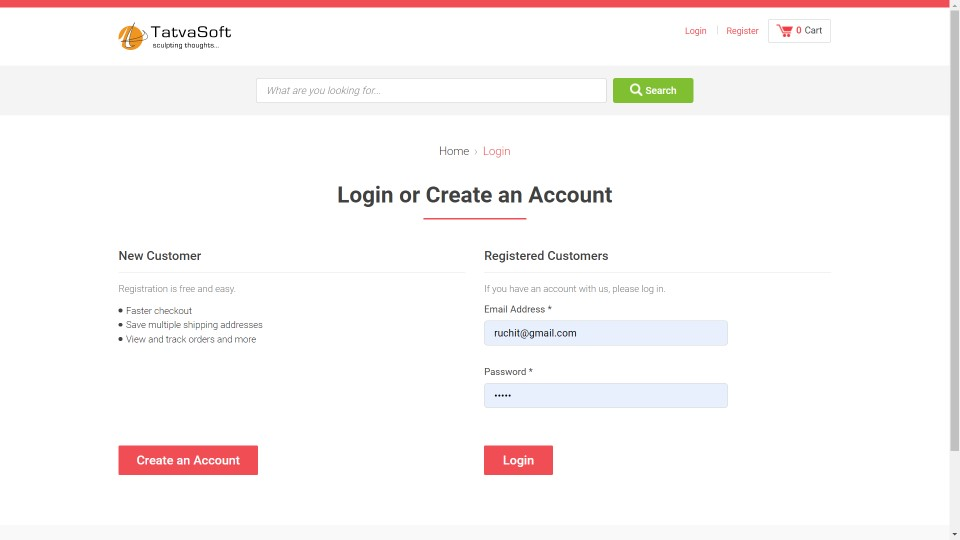 TatvaSoft
sculpting thoughts...
Login
Register
0 Cart
What are you looking for...
Search
Home › Login
Login or Create an Account
New Customer
Registration is free and easy.
Faster checkout
Save multiple shipping addresses
View and track orders and more
Create an Account
Registered Customers
If you have an account with us, please log in.
Email Address *
ruchit@gmail.com
Password *
•••••
Login